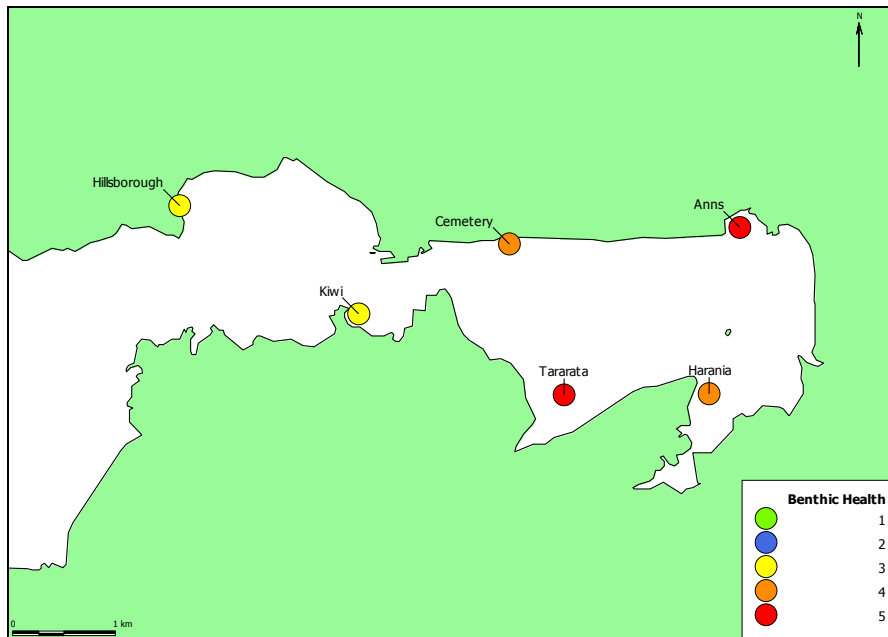 N
Hillsborough
Anns
Cemetery
Kiwi
Tararata
Harania
Benthic Health
1
2
3
4
5
0 1 km